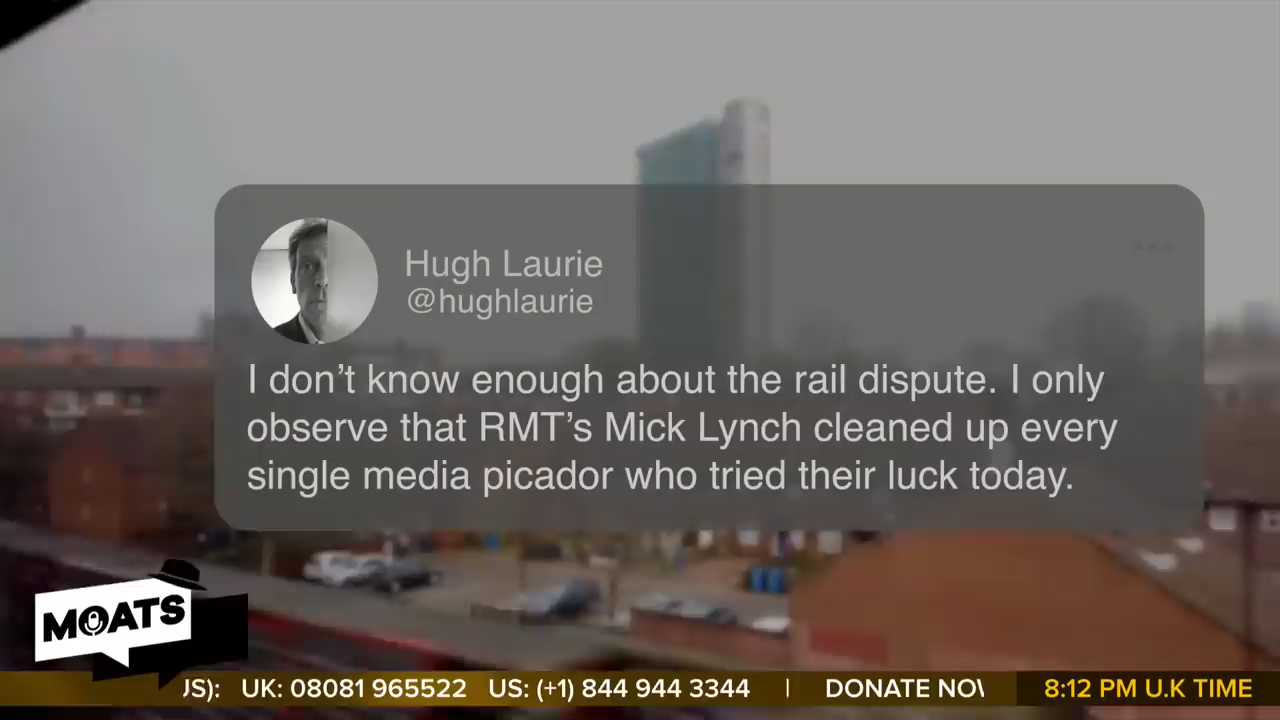 Hugh Laurie
@hughlaurie
I don't know enough about the rail dispute. I only
observe that RMT's Mick Lynch cleaned up every
single media picador who tried their luck today.
MOATS
UK: 08081 965522 US: (+1) 844 944 3344 | DONATE
8:12 PM U.K TIME